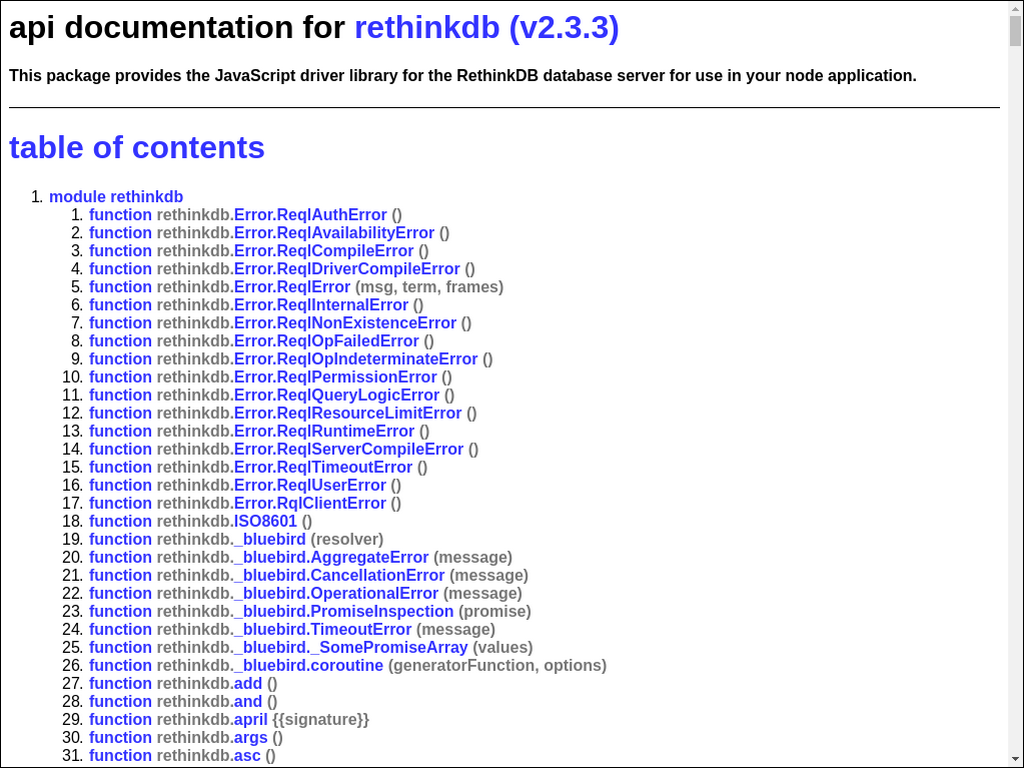 api documentation for rethinkdb (v2.3.3)
This package provides the JavaScript driver library for the RethinkDB database server for use in your node application.
table of contents
1. module rethinkdb
1. function rethinkdb.Error.ReqlAuthError ()
2. function rethinkdb.Error.ReqlAvailabilityError ()
3. function rethinkdb.Error.ReqlCompileError ()
4. function rethinkdb.Error.ReqlDriverCompileError ()
5. function rethinkdb.Error.ReqlError (msg, term, frames)
6. function rethinkdb.Error.ReqlInternalError ()
7. function rethinkdb.Error.ReqlNonExistenceError ()
8. function rethinkdb.Error.ReqlOpFailedError ()
9. function rethinkdb.Error.ReqlOpIndeterminateError ()
10. function rethinkdb.Error.ReqlPermissionError ()
11. function rethinkdb.Error.ReqlQueryLogicError ()
12. function rethinkdb.Error.ReqlResourceLimitError ()
13. function rethinkdb.Error.ReqlRuntimeError ()
14. function rethinkdb.Error.ReqlServerCompileError ()
15. function rethinkdb.Error.ReqlTimeoutError ()
16. function rethinkdb.Error.ReqlUserError ()
17. function rethinkdb.Error.RqlClientError ()
18. function rethinkdb.ISO8601 ()
19. function rethinkdb._bluebird (resolver)
20. function rethinkdb._bluebird.AggregateError (message)
21. function rethinkdb._bluebird.CancellationError (message)
22. function rethinkdb._bluebird.OperationalError (message)
23. function rethinkdb._bluebird.PromiseInspection (promise)
24. function rethinkdb._bluebird.TimeoutError (message)
25. function rethinkdb._bluebird._SomePromiseArray (values)
26. function rethinkdb._bluebird.coroutine (generatorFunction, options)
27. function rethinkdb.add ()
28. function rethinkdb.and ()
29. function rethinkdb.april {{signature}}
30. function rethinkdb.args ()
31. function rethinkdb.asc ()